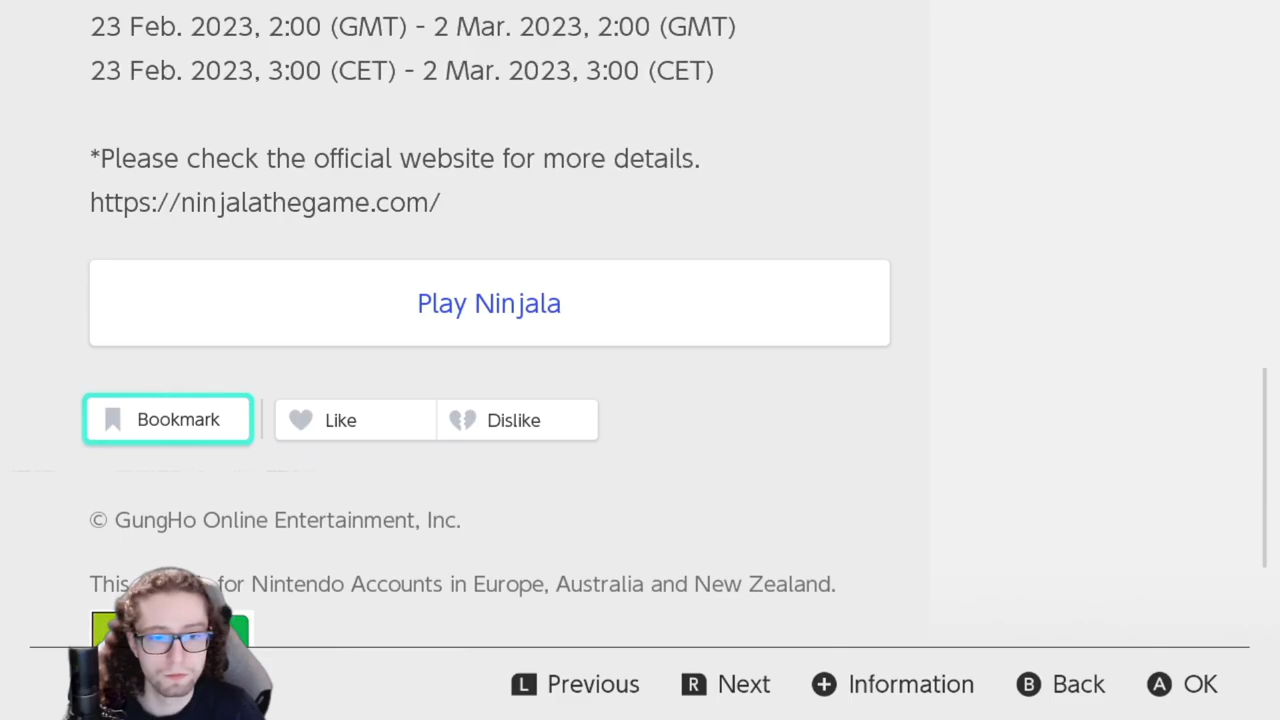 23 Feb. 2023, 2:00 (GMT) - 2 Mar. 2023, 2:00 (GMT)
23 Feb. 2023, 3:00 (CET) - 2 Mar. 2023, 3:00 (CET)
*Please check the official website for more details.
https://ninjalathegame.com/
Play Ninjala
Bookmark
Like
Dislike
© GungHo Online Entertainment, Inc.
This for Nintendo Accounts in Europe, Australia and New Zealand.
L Previous R Next + Information B Back A OK